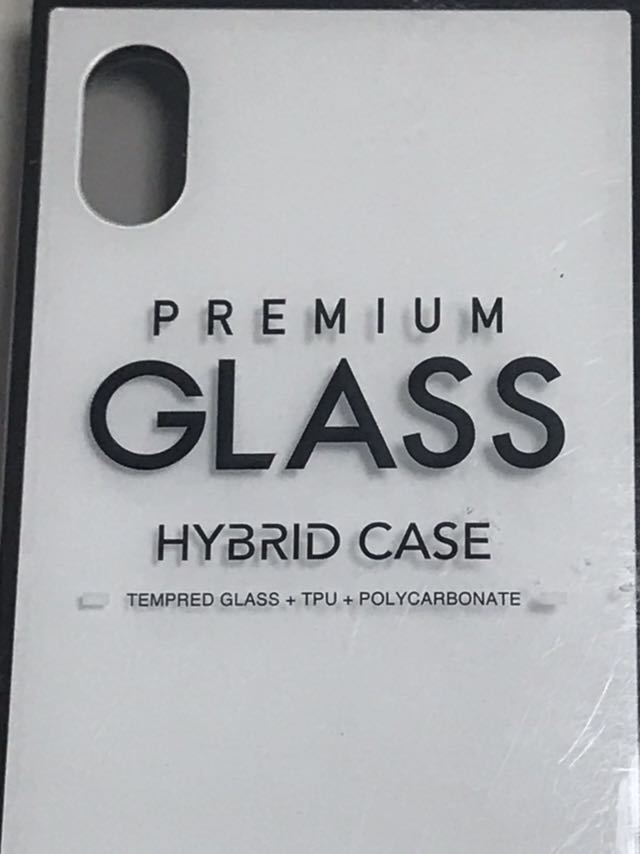 PREMIUM
GLASS
HYBRID CASE
TEMPRED GLASS + TPU + POLYCARBONATE